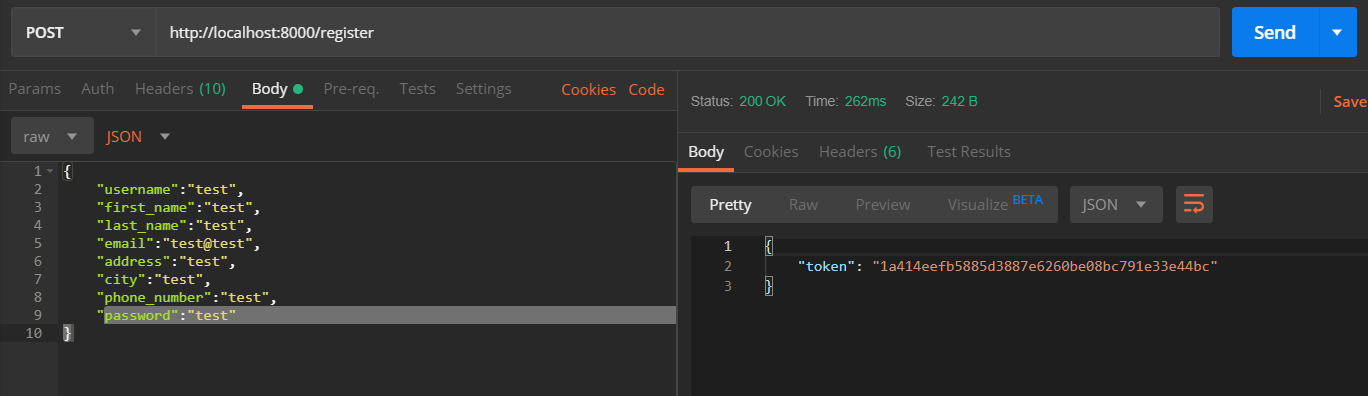 POST http://localhost:8000/register Send
Params Auth Headers (10) Body Pre-req. Tests Settings Cookies Code
raw JSON
1 {
2 "username":"test",
3 "first_name":"test",
4 "last_name":"test",
5 "email":"test@test",
6 "address":"test",
7 "city":"test",
8 "phone_number":"test",
9 "password":"test"
10 }
Status: 200 OK Time: 262ms Size: 242 B Save
Body Cookies Headers (6) Test Results
Pretty Raw Preview Visualize BETA JSON
1 {
2 "token": "1a414eefb5885d3887e6260be08bc791e33e44bc"
3 }